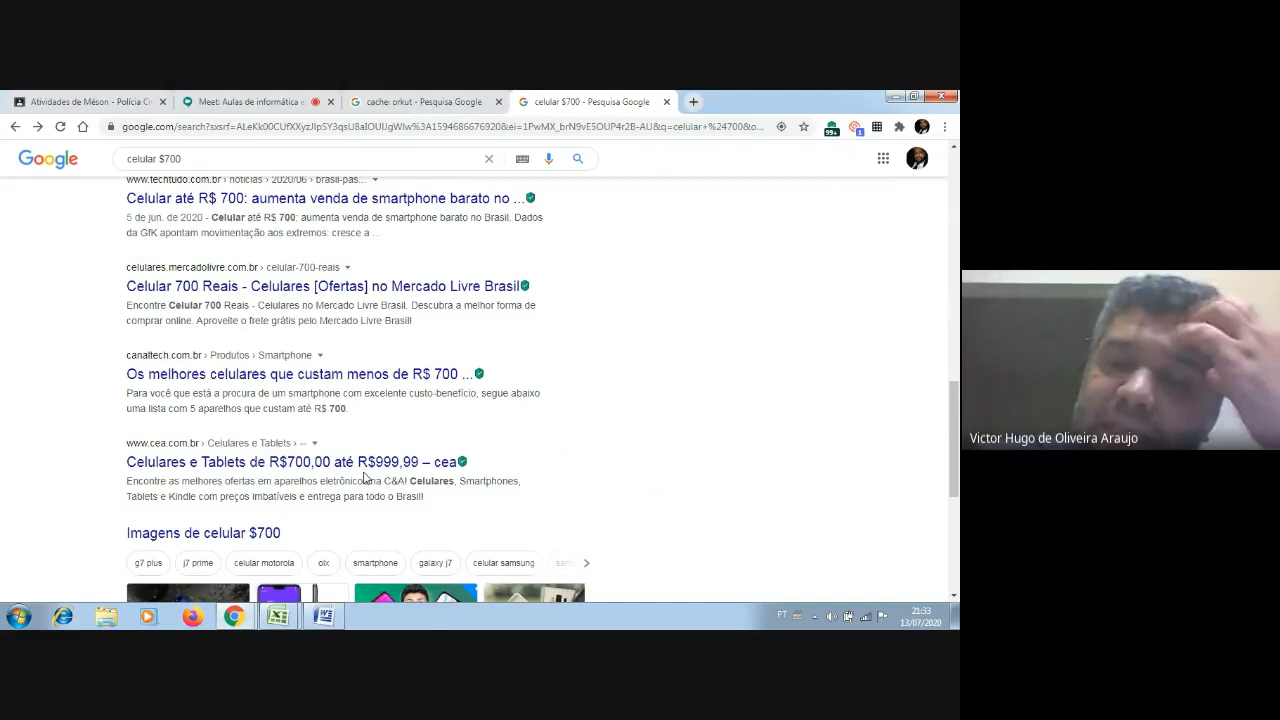 Atividades de Méson - Polícia Ci
Meet: Aulas de informática e
cache: orkut - Pesquisa Google
celular $700 - Pesquisa Google
google.com/search?sxsrf=
99+
1
Google
celular $700
www.techtudo.com.br › noticias › 2020/06 › brasil-pas...
Celular até R$ 700: aumenta venda de smartphone barato no ...
5 de jun. de 2020 - Celular até R$ 700: aumenta venda de smartphone barato no Brasil. Dados
da GfK apontam movimentação aos extremos: cresce a ...
celulares.mercadolivre.com.br › celular-700-reais
Celular 700 Reais - Celulares [Ofertas] no Mercado Livre Brasil
Encontre Celular 700 Reais - Celulares no Mercado Livre Brasil. Descubra a melhor forma de
comprar online. Aproveite o frete grátis pelo Mercado Livre Brasil!
canaltech.com.br › Produtos › Smartphone
Os melhores celulares que custam menos de R$ 700 ...
Para você que está a procura de um smartphone com excelente custo-benefício, segue abaixo
uma lista com 5 aparelhos que custam até R$ 700.
www.cea.com.br › Celulares e Tablets › --
Celulares e Tablets de R$700,00 até R$999,99 – cea
Encontre as melhores ofertas em aparelhos eletrônico na C&A! Celulares, Smartphones,
Tablets e Kindle com preços imbatíveis e entrega para todo o Brasil!
Imagens de celular $700
g7 plus
j7 prime
celular motorola
olx
smartphone
galaxy j7
celular samsung
PT
21:33
13/07/2020
Victor Hugo de Oliveira Araujo